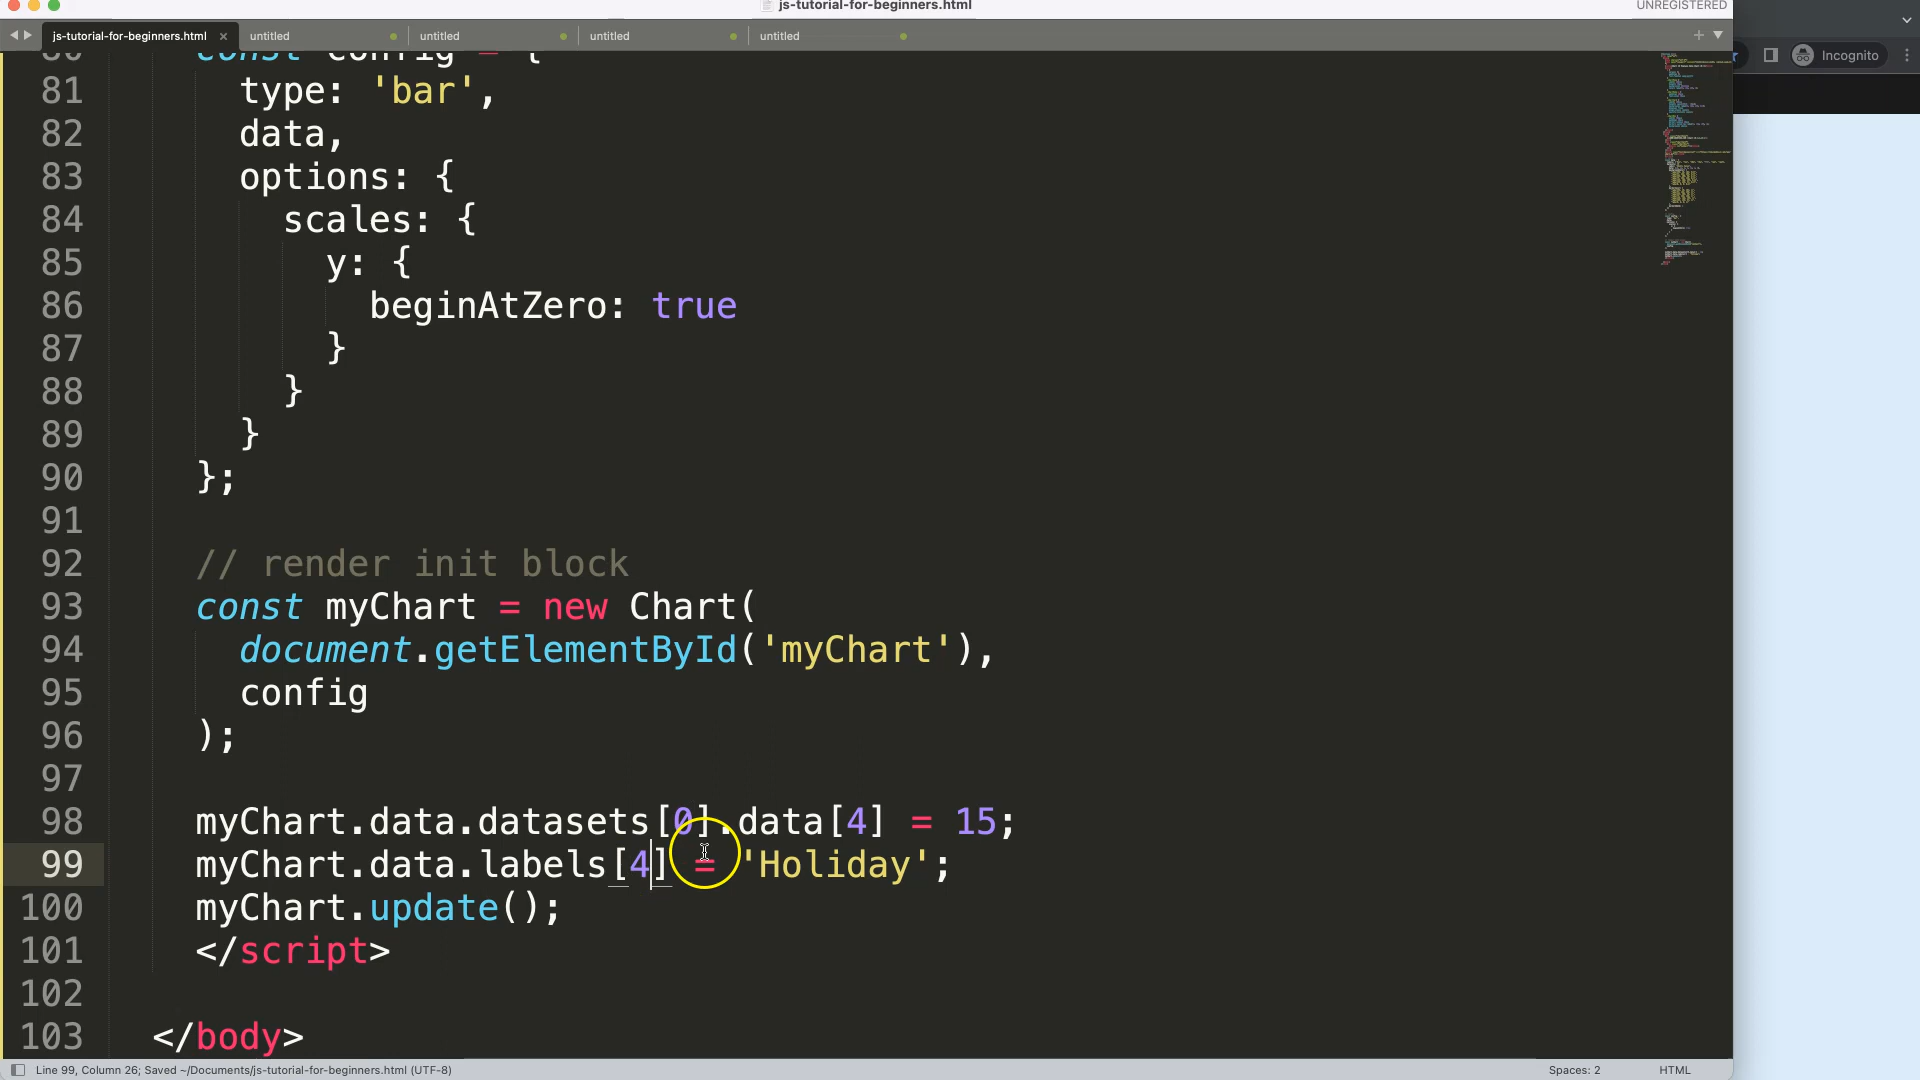 js-tutorial-for-beginners.html
UNREGISTERED
js-tutorial-for-beginners.html × untitled untitled untitled untitled +
Incognito
80 const config = {
81 type: 'bar',
82 data,
83 options: {
84 scales: {
85 y: {
86 beginAtZero: true
87 }
88 }
89 }
90 };
91
92 // render init block
93 const myChart = new Chart(
94 document.getElementById('myChart'),
95 config
96 );
97
98 myChart.data.datasets[0].data[4] = 15;
99 myChart.data.labels[4] = 'Holiday';
100 myChart.update();
101 </script>
102
103 </body>
Line 99, Column 26; Saved ~/Documents/js-tutorial-for-beginners.html (UTF-8)
Spaces: 2
HTML